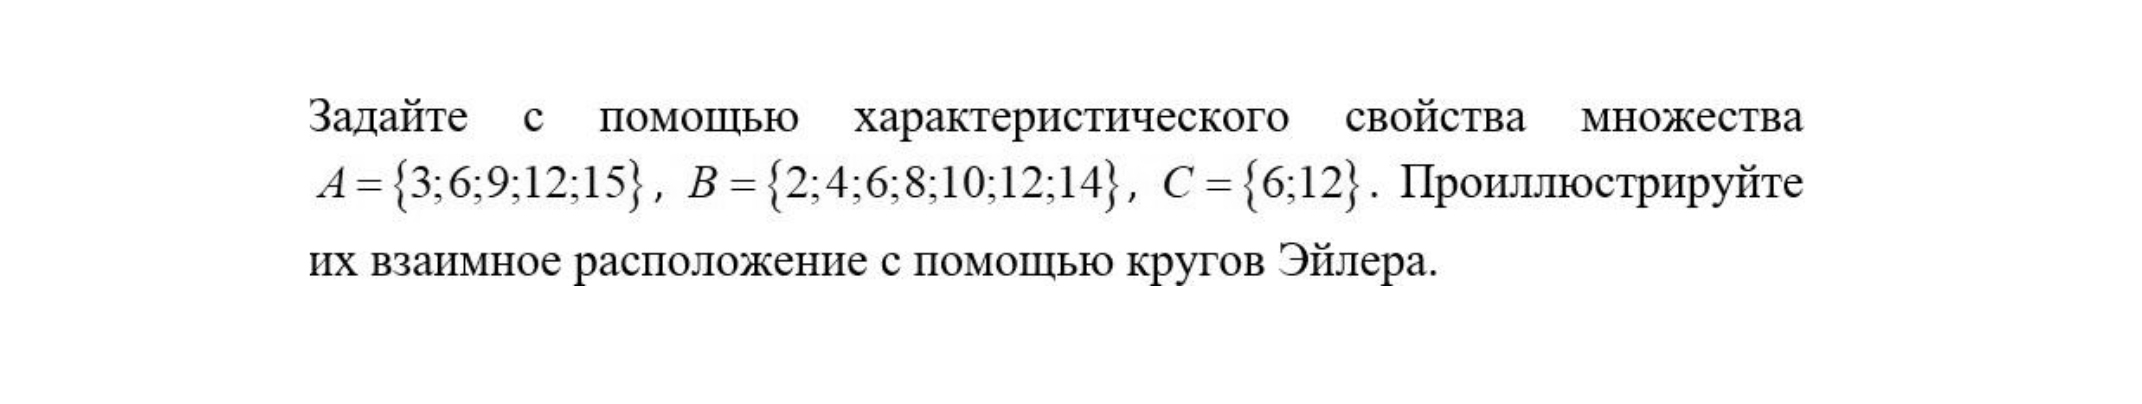 Задайте с помощью характеристического свойства множества
A = {3;6;9;12;15}, B = {2;4;6;8;10;12;14}, C = {6;12}. Проиллюстрируйте
их взаимное расположение с помощью кругов Эйлера.